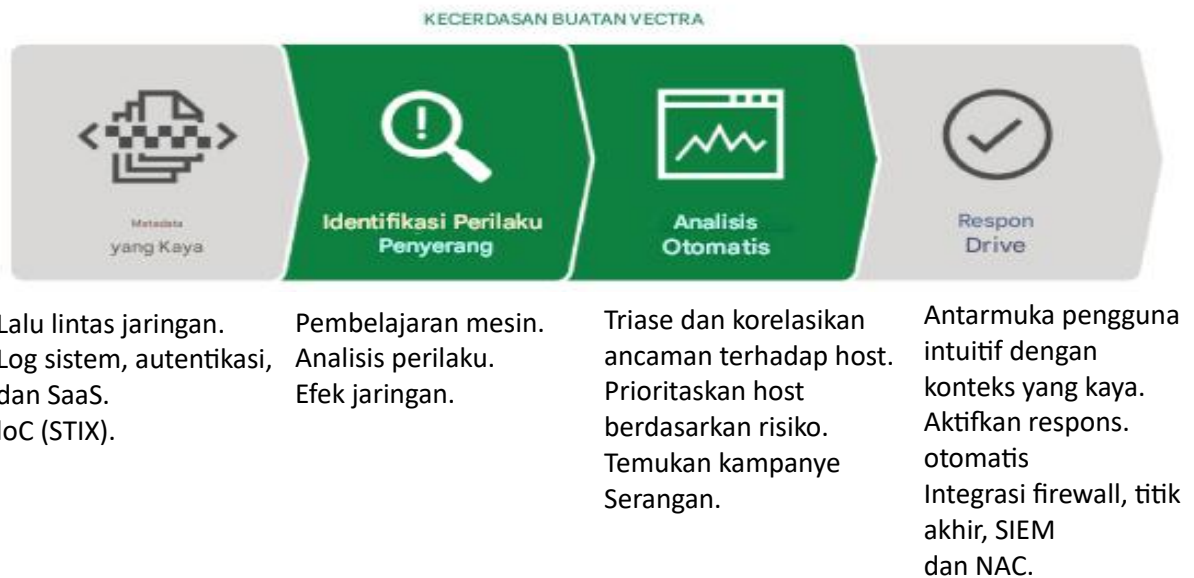 KECERDASAN BUATAN VECTRA
Metadata
yang Kaya
Identifikasi Perilaku
Penyerang
Analisis
Otomatis
Respon
Drive
Lalu lintas jaringan.
Log sistem, autentikasi,
dan SaaS.
IoC (STIX).
Pembelajaran mesin.
Analisis perilaku.
Efek jaringan.
Triase dan korelasikan
ancaman terhadap host.
Prioritaskan host
berdasarkan risiko.
Temukan kampanye
Serangan.
Antarmuka pengguna
intuitif dengan
konteks yang kaya.
Aktifkan respons.
otomatis
Integrasi firewall, titik
akhir, SIEM
dan NAC.